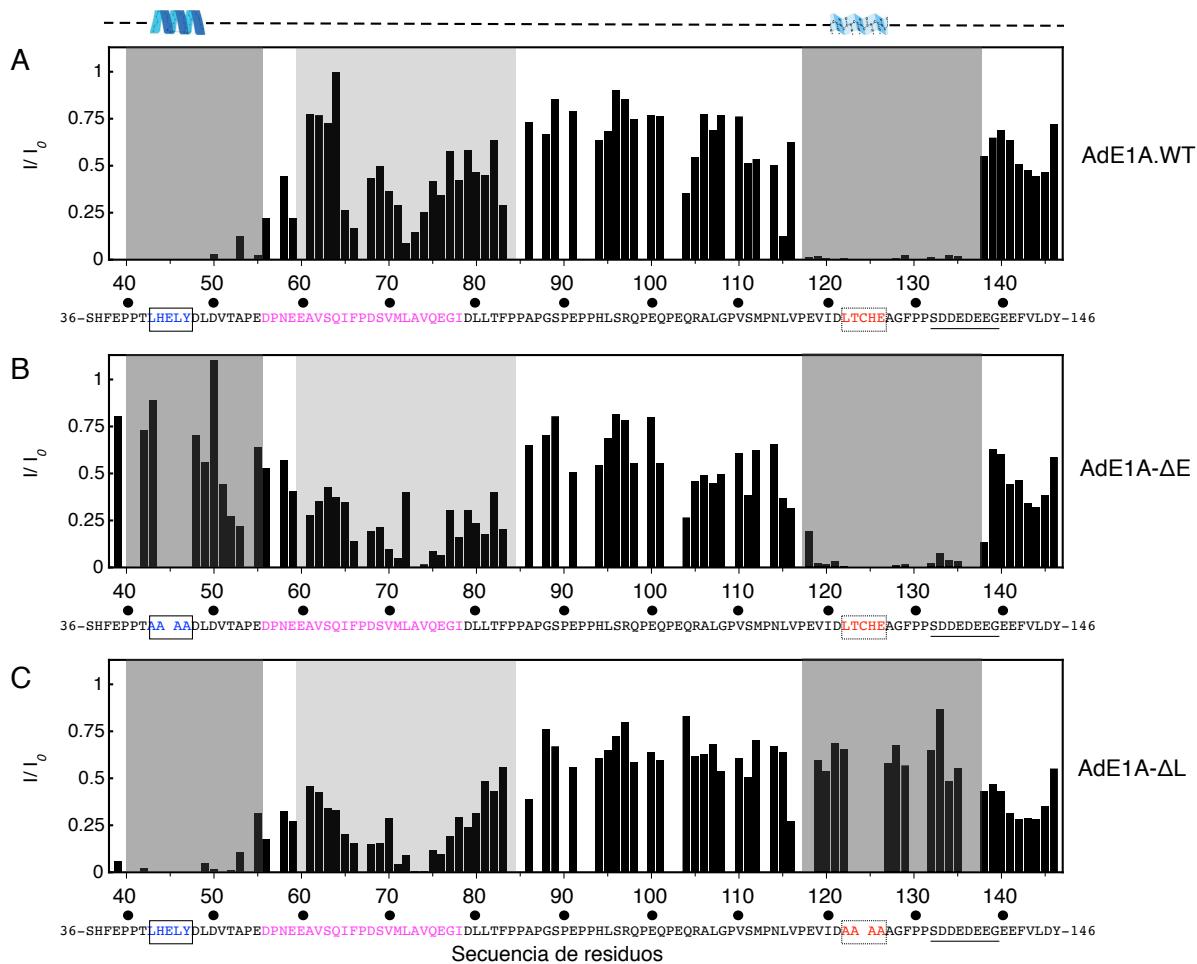 A
1
0.75
0.5
0.25
0
I/ I0
AdE1A.WT
40 50 60 70 80 90 100 110 120 130 140
36-SHFEPPTLHELYDLDVTAPEDPNEEAVSQIFPDSVMLAVQEGIDLLTFPPAPGSPEPPHLSRQPEQPEQRALGPVSMPNLVPEVIDLTCHEAGFPPSDDEDEEGEEFVLDY-146
B
1
0.75
0.5
0.25
0
I/ I0
AdE1A-ΔE
40 50 60 70 80 90 100 110 120 130 140
36-SHFEPPTAA AADLDVTAPEDPNEEAVSQIFPDSVMLAVQEGIDLLTFPPAPGSPEPPHLSRQPEQPEQRALGPVSMPNLVPEVIDLTCHEAGFPPSDDEDEEGEEFVLDY-146
C
1
0.75
0.5
0.25
0
I/ I0
AdE1A-ΔL
40 50 60 70 80 90 100 110 120 130 140
36-SHFEPPTLHELYDLDVTAPEDPNEEAVSQIFPDSVMLAVQEGIDLLTFPPAPGSPEPPHLSRQPEQPEQRALGPVSMPNLVPEVIDAA AAAGFPPSDDEDEEGEEFVLDY-146
Secuencia de residuos